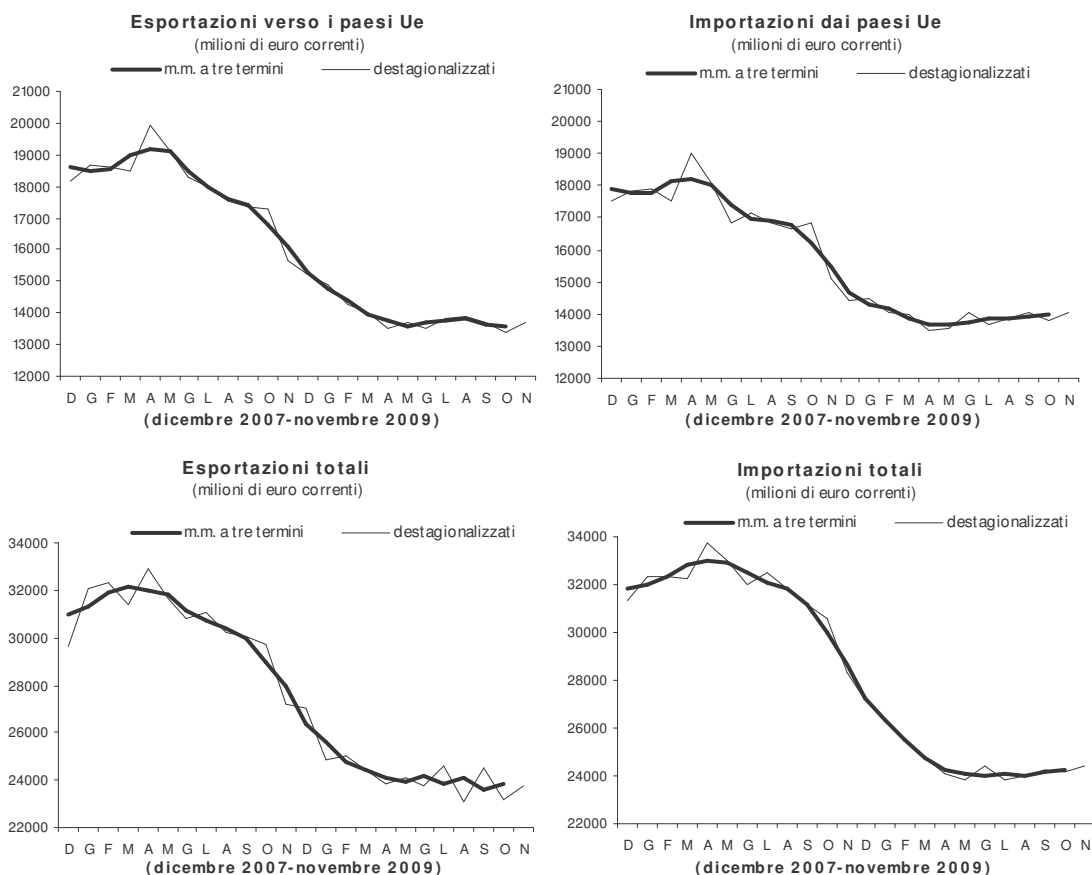 Esportazioni verso i paesi Ue
(milioni di euro correnti)
m.m. a tre termini destagionalizzati
21000
20000
19000
18000
17000
16000
15000
14000
13000
12000
D G F M A M G L A S O N D G F M A M G L A S O N
(dicembre 2007-novembre 2009)
Importazioni dai paesi Ue
(milioni di euro correnti)
m.m. a tre termini destagionalizzati
21000
20000
19000
18000
17000
16000
15000
14000
13000
12000
D G F M A M G L A S O N D G F M A M G L A S O N
(dicembre 2007-novembre 2009)
Esportazioni totali
(milioni di euro correnti)
m.m. a tre termini destagionalizzati
34000
32000
30000
28000
26000
24000
22000
D G F M A M G L A S O N D G F M A M G L A S O N
(dicembre 2007-novembre 2009)
Importazioni totali
(milioni di euro correnti)
m.m. a tre termini destagionalizzati
34000
32000
30000
28000
26000
24000
22000
D G F M A M G L A S O N D G F M A M G L A S O N
(dicembre 2007-novembre 2009)